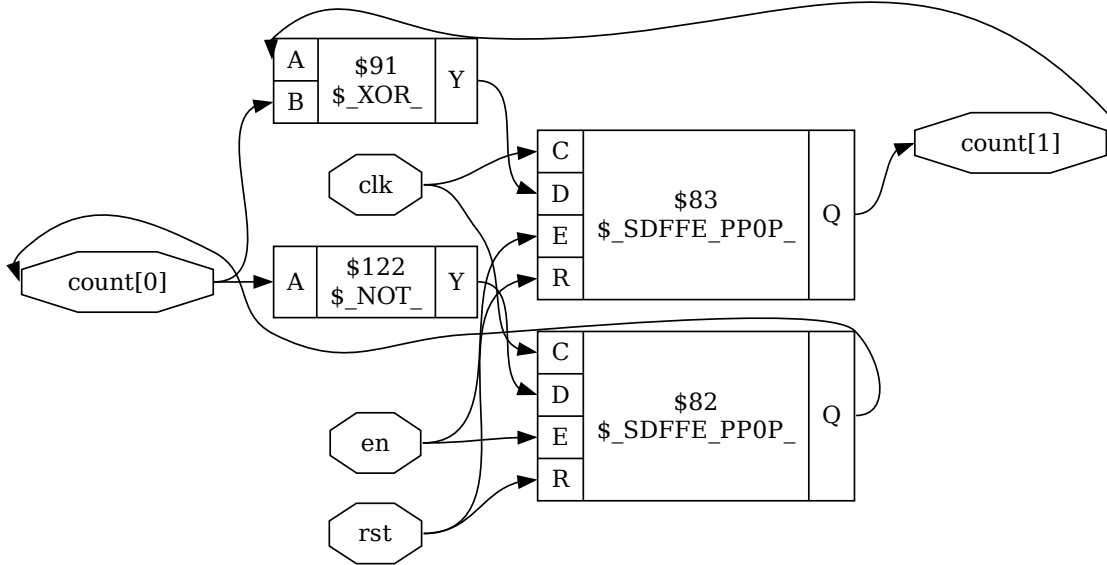 A
B
$91
$_XOR_
Y
count[1]
clk
C
D
E
R
$83
$_SDFFE_PP0P_
Q
count[0]
A
$122
$_NOT_
Y
C
D
E
R
$82
$_SDFFE_PP0P_
Q
en
rst